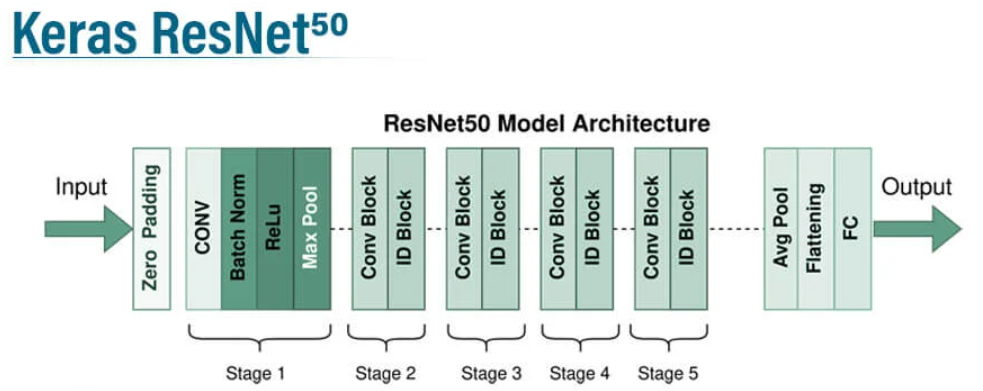 Keras ResNet⁵⁰
ResNet50 Model Architecture
Input
Zero Padding
CONV
Batch Norm
ReLu
Max Pool
Conv Block
ID Block
Conv Block
ID Block
Conv Block
ID Block
Conv Block
ID Block
Avg Pool
Flattening
FC
Output
Stage 1
Stage 2
Stage 3
Stage 4
Stage 5